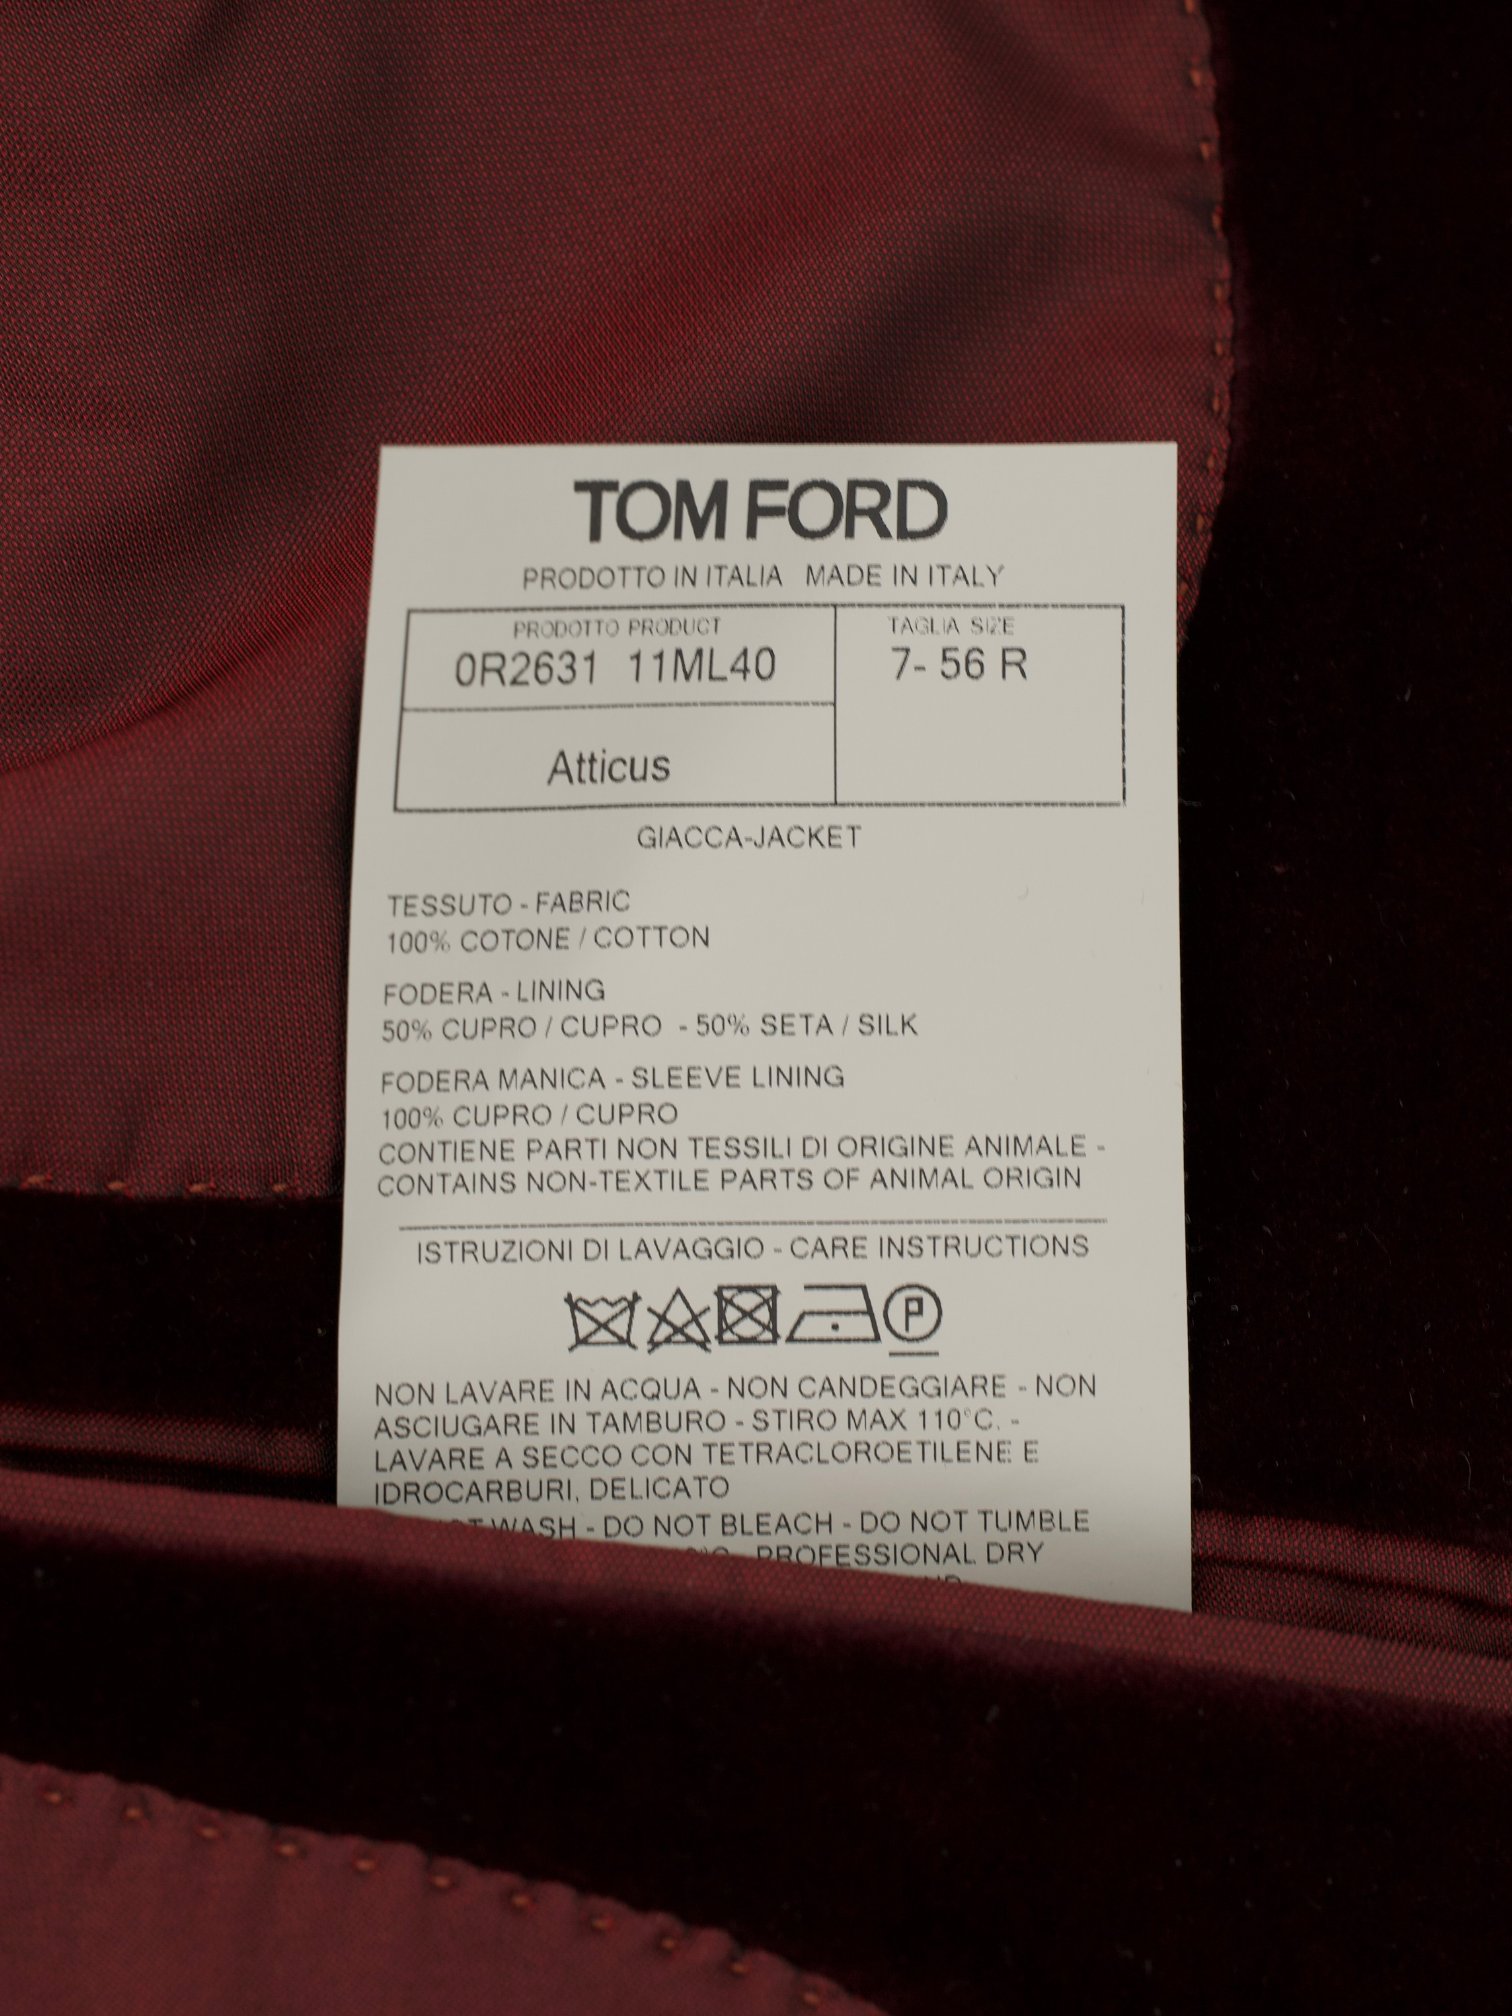 TOM FORD
PRODOTTO IN ITALIA MADE IN ITALY
PRODOTTO PRODUCT
0R2631 11ML40
TAGLIA SIZE
7- 56 R
Atticus
GIACCA-JACKET
TESSUTO - FABRIC
100% COTONE / COTTON
FODERA - LINING
50% CUPRO / CUPRO - 50% SETA / SILK
FODERA MANICA - SLEEVE LINING
100% CUPRO / CUPRO
CONTIENE PARTI NON TESSILI DI ORIGINE ANIMALE -
CONTAINS NON-TEXTILE PARTS OF ANIMAL ORIGIN
ISTRUZIONI DI LAVAGGIO - CARE INSTRUCTIONS
P
NON LAVARE IN ACQUA - NON CANDEGGIARE - NON
ASCIUGARE IN TAMBURO - STIRO MAX 110°C. -
LAVARE A SECCO CON TETRACLOROETILENE E
IDROCARBURI, DELICATO
WASH - DO NOT BLEACH - DO NOT TUMBLE
PROFESSIONAL DRY